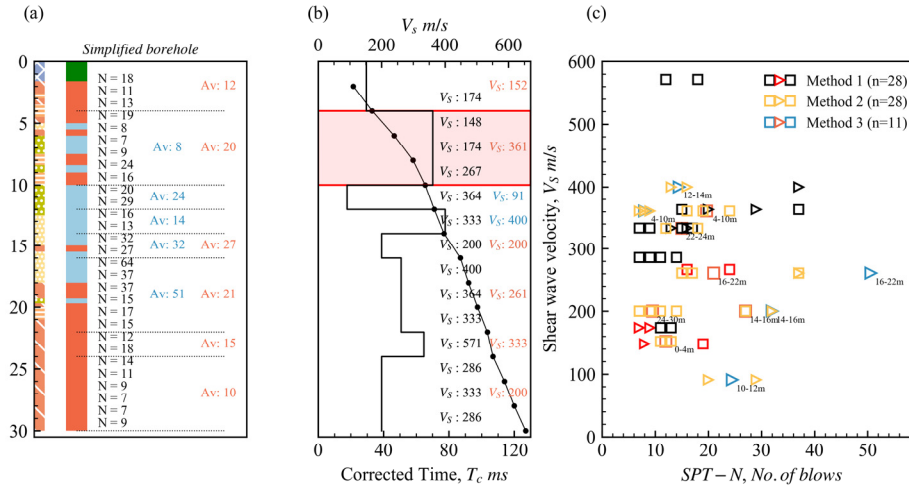 (a)
Simplified borehole
0
5
10
15
20
25
30
N = 18
N = 11
N = 13
N = 19
N = 8
N = 7
N = 9
N = 24
N = 16
N = 20
N = 29
N = 16
N = 13
N = 32
N = 27
N = 64
N = 37
N = 37
N = 15
N = 17
N = 15
N = 12
N = 18
N = 14
N = 11
N = 9
N = 7
N = 7
N = 9
Av: 12
Av: 8 Av: 20
Av: 24
Av: 14
Av: 32 Av: 27
Av: 51 Av: 21
Av: 15
Av: 10
(b)
V_s m/s
0 200 400 600
V_S : 174
V_S : 148
V_S : 174
V_S : 267
V_S : 364
V_S : 333
V_S : 200
V_S : 400
V_S : 364
V_S : 333
V_S : 571
V_S : 286
V_S : 333
V_S : 286
V_S: 152
V_S: 361
V_S: 91
V_S: 400
V_S: 200
V_S: 261
V_S: 333
V_S: 200
0 40 80 120
Corrected Time, T_c ms
(c)
Shear wave velocity, V_S m/s
600
500
400
300
200
100
0
Method 1 (n=28)
Method 2 (n=28)
Method 3 (n=11)
12-14m
4-10m
4-10m
22-24m
16-22m
16-22m
24-30m
14-16m
14-16m
0-4m
10-12m
0 10 20 30 40 50
SPT − N, No. of blows